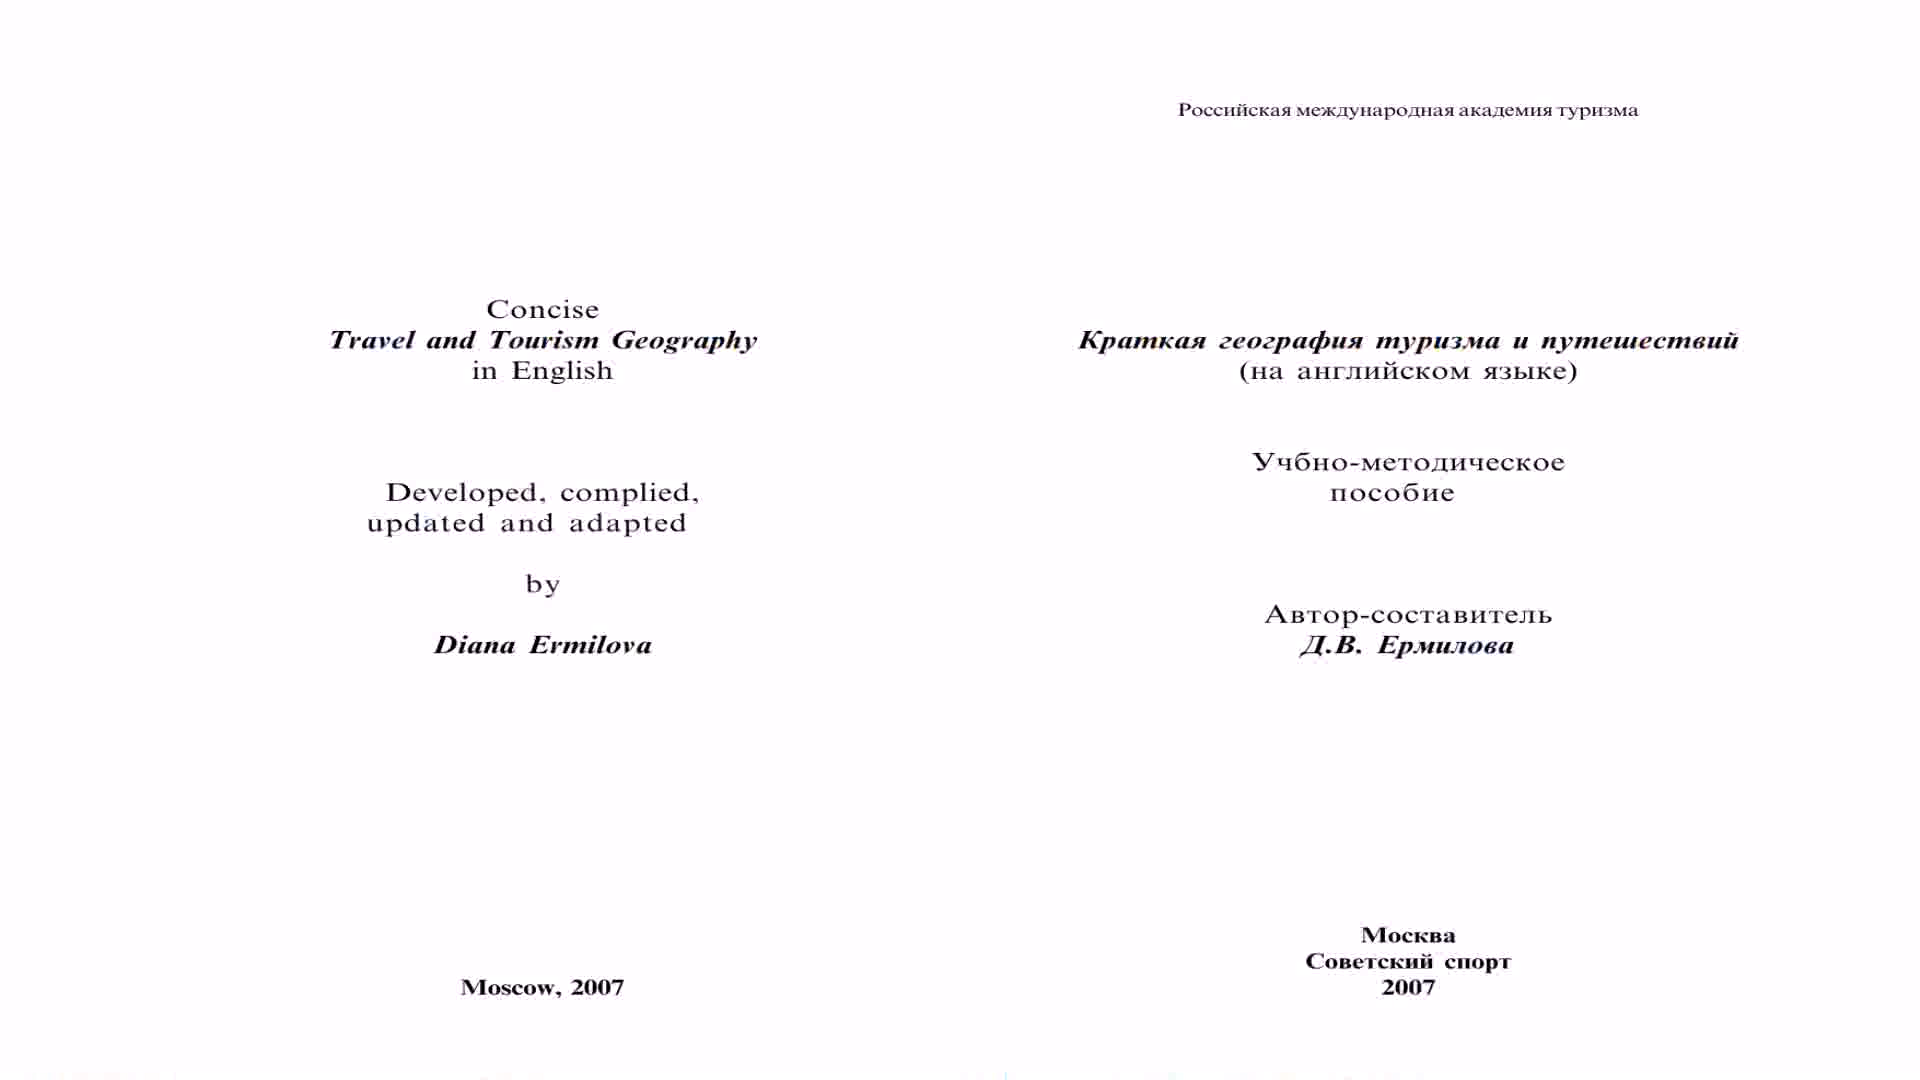 Concise
Travel and Tourism Geography
in English
Developed, complied,
updated and adapted
by
Diana Ermilova
Moscow, 2007
Российская международная академия туризма
Краткая география туризма и путешествий
(на английском языке)
Учбно-методическое
пособие
Автор-составитель
Д.В. Ермилова
Москва
Советский спорт
2007